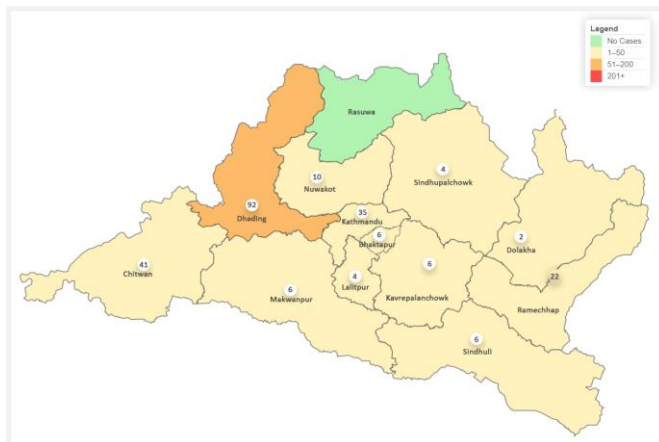 Legend
No Cases
1–50
51–200
201+
Rasuwa
4
Sindhupalchowk
10
Nuwakot
92
Dhading
35
Kathmandu
6
Bhaktapur
2
Dolakha
41
Chitwan
6
Makwanpur
4
Lalitpur
6
Kavrepalanchowk
22
Ramechhap
6
Sindhuli